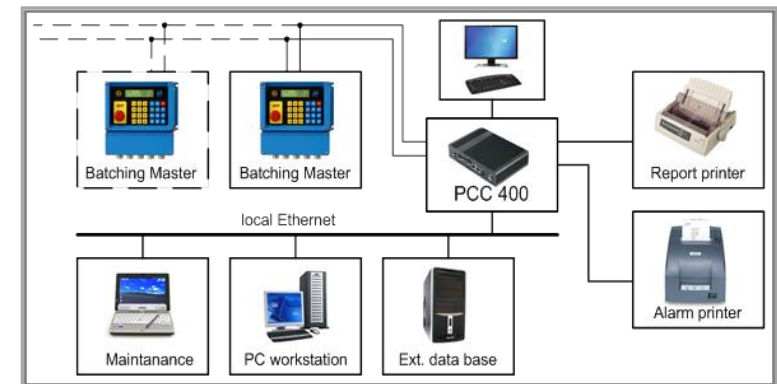 Batching Master
Batching Master
PCC 400
Report printer
local Ethernet
Maintanance
PC workstation
Ext. data base
Alarm printer